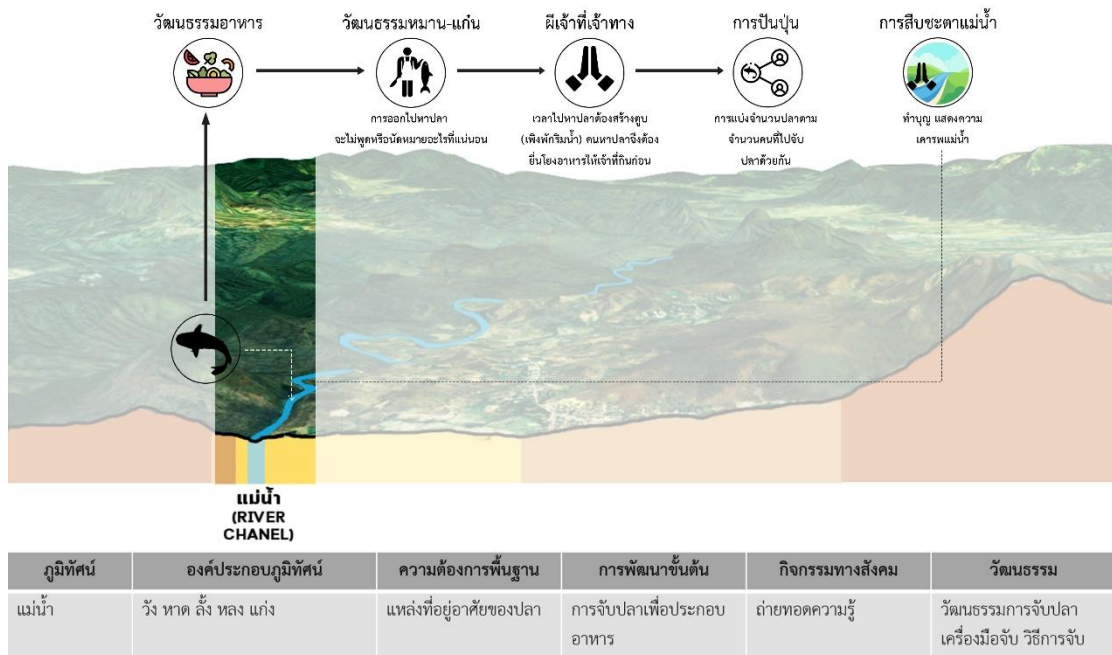 วัฒนธรรมอาหาร
วัฒนธรรมหมาน-แก๋น
ผีเจ้าที่เจ้าทาง
การปันปุ่น
การสืบชะตาแม่น้ำ
การออกไปหาปลา
จะไม่พูดหรือนัดหมายอะไรที่แน่นอน
เวลาไปหาปลาต้องสร้างตูบ
(เพิงพักริมน้ำ) คนหาปลาจึงต้อง
ยื่นโยงอาหารให้เจ้าที่กินก่อน
การแบ่งจำนวนปลาตาม
จำนวนคนที่ไปจับ
ปลาด้วยกัน
ทำบุญ แสดงความ
เคารพแม่น้ำ
แม่น้ำ
(RIVER
CHANEL)
ภูมิทัศน์ องค์ประกอบภูมิทัศน์ ความต้องการพื้นฐาน การพัฒนาขั้นต้น กิจกรรมทางสังคม วัฒนธรรม
แม่น้ำ วัง หาด ลั้ง หลง แก่ง แหล่งที่อยู่อาศัยของปลา การจับปลาเพื่อประกอบ ถ่ายทอดความรู้ วัฒนธรรมการจับปลา
อาหาร เครื่องมือจับ วิธีการจับ